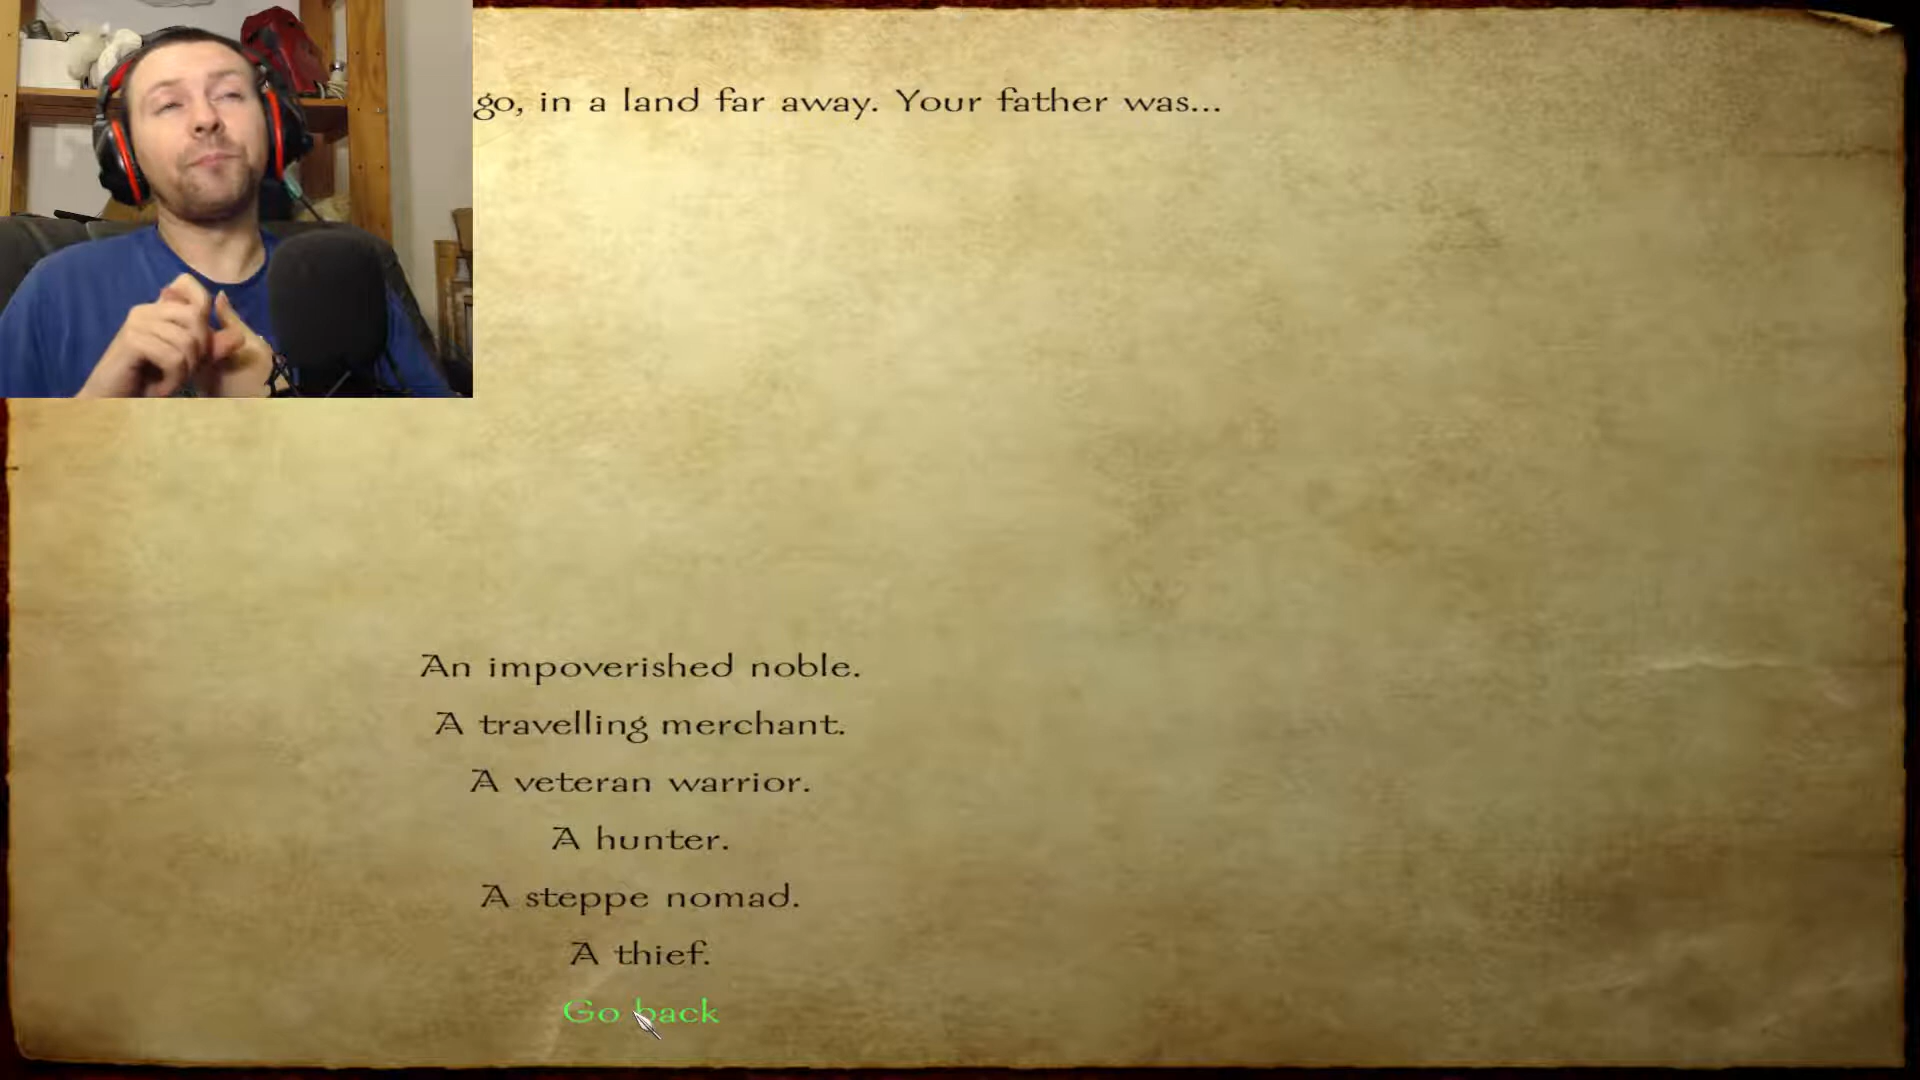 go, in a land far away. Your father was...
An impoverished noble.
A travelling merchant.
A veteran warrior.
A hunter.
A steppe nomad.
A thief.
Go back